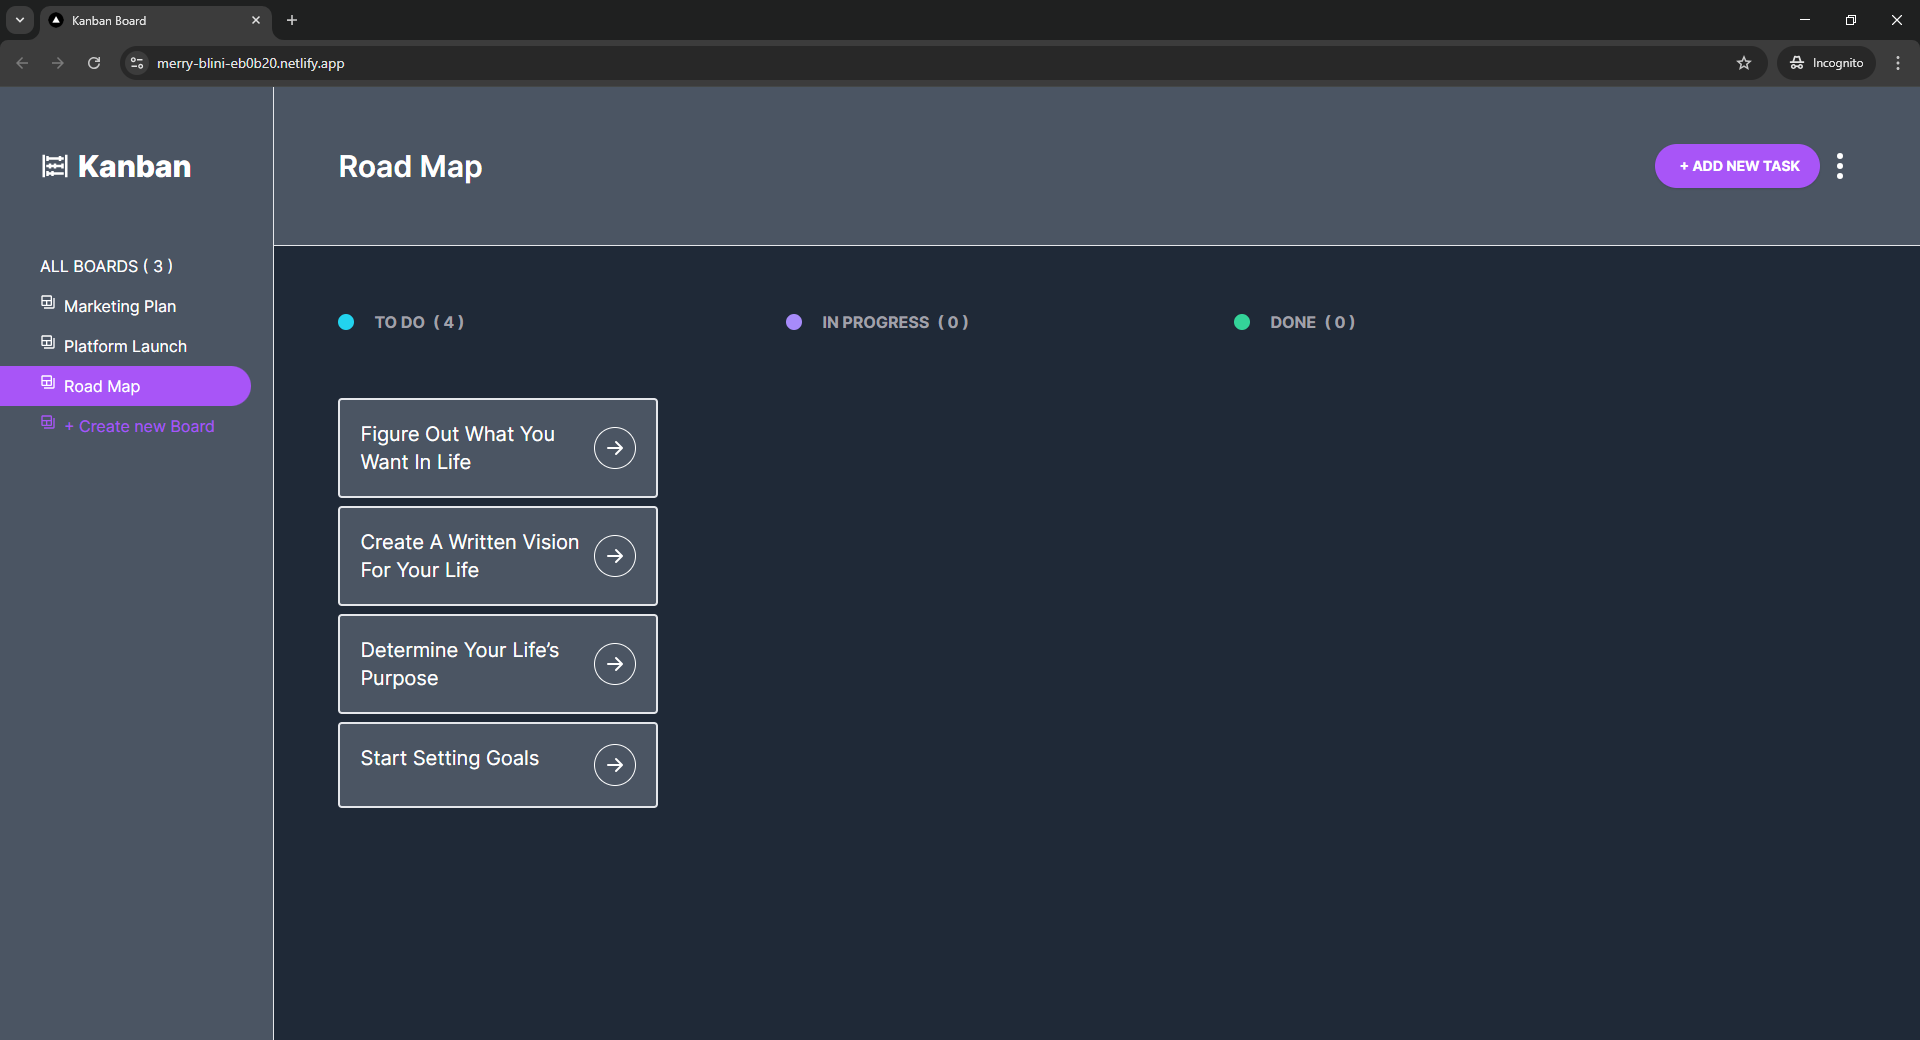 Kanban Board
merry-blini-eb0b20.netlify.app
Incognito
Kanban
Road Map
+ ADD NEW TASK
ALL BOARDS ( 3 )
Marketing Plan
Platform Launch
Road Map
+ Create new Board
TO DO ( 4 )
IN PROGRESS ( 0 )
DONE ( 0 )
Figure Out What You
Want In Life
Create A Written Vision
For Your Life
Determine Your Life’s
Purpose
Start Setting Goals